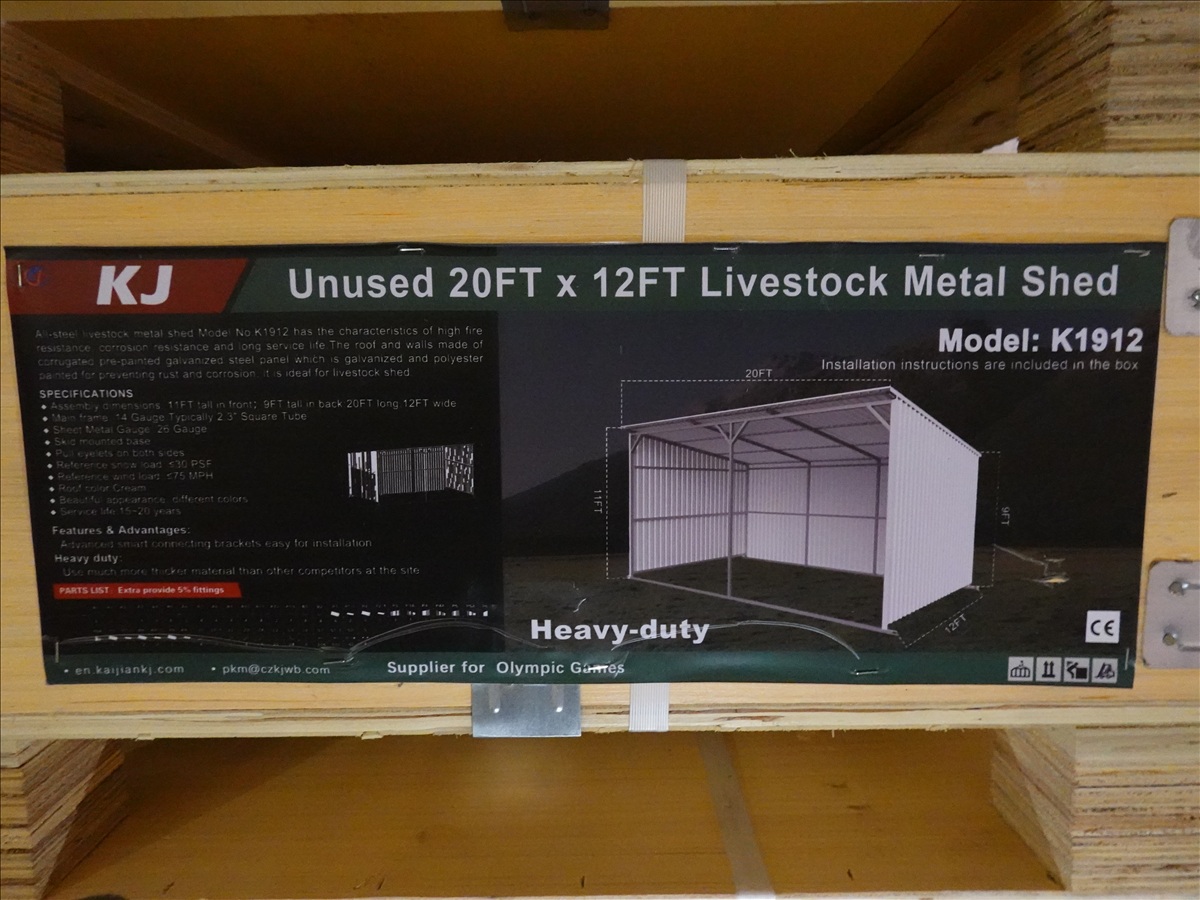 KJ
Unused 20FT x 12FT Livestock Metal Shed
All-steel livestock metal shed Model No K1912 has the characteristics of high fire
resistance, corrosion resistance and long service life The roof and walls made of
corrugated pre-painted galvanized steel panel which is galvanized and polyester
painted for preventing rust and corrosion. it is ideal for livestock shed
SPECIFICATIONS
• Assembly dimensions: 11FT tall in front; 9FT tall in back 20FT long,12FT wide
• Main frame: 14 Gauge Typically 2.3" Square Tube
• Sheet Metal Gauge: 26 Gauge
• Skid mounted base
• Pull eyelets on both sides
• Reference snow load: ≤30 PSF
• Reference wind load: ≤75 MPH
• Roof color Cream
• Beautiful appearance, different colors
• Service life 15-20 years
Features & Advantages:
Advanced smart connecting brackets easy for installation
Heavy duty:
Use much more thicker material than other competitors at the site
PARTS LIST Extra provide 5% fittings
Model: K1912
Installation instructions are included in the box
20FT
11FT
9FT
12FT
Heavy-duty
CE
• en.kaijiankj.com • pkm@czkjwb.com Supplier for Olympic Games